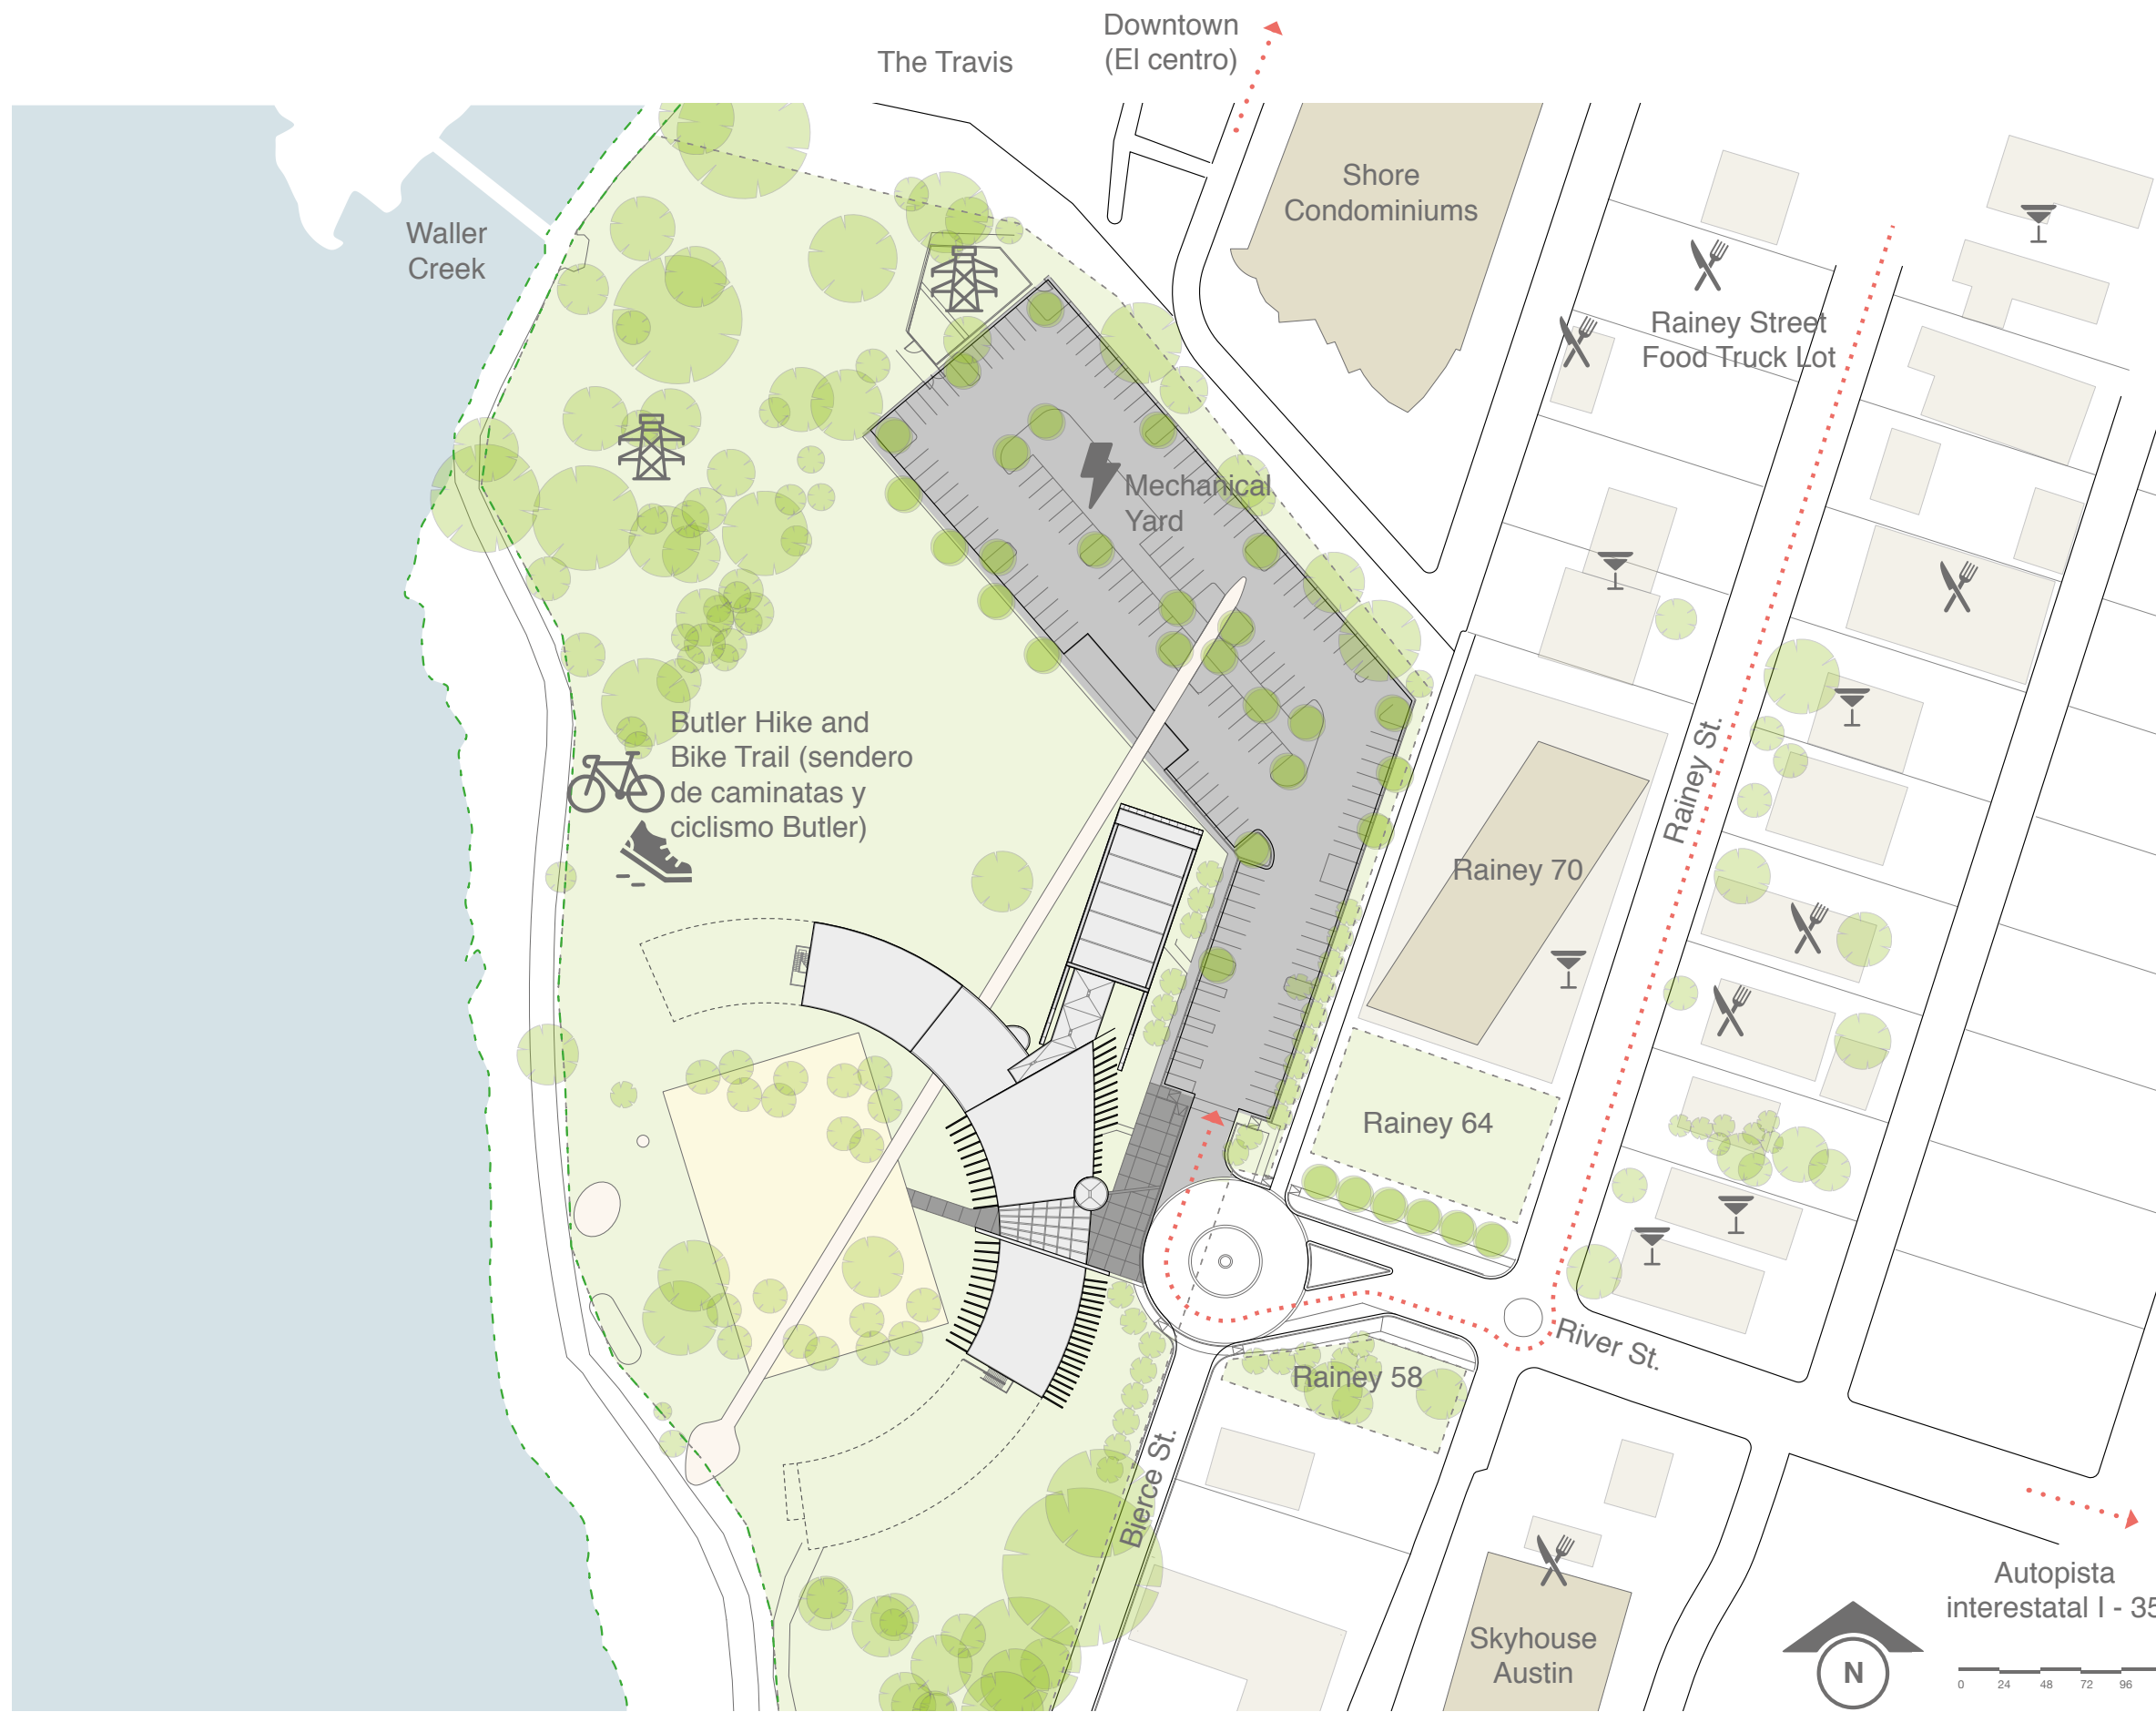 Downtown
(El centro)
The Travis
Shore
Condominiums
Waller
Creek
Rainey Street
Food Truck Lot
Mechanical
Yard
Butler Hike and
Bike Trail (sendero
de caminatas y
ciclismo Butler)
Rainey St.
Rainey 70
Rainey 64
River St.
Rainey 58
Bierce St.
Autopista
interestatal I - 35
Skyhouse
Austin
N
0 24 48 72 96